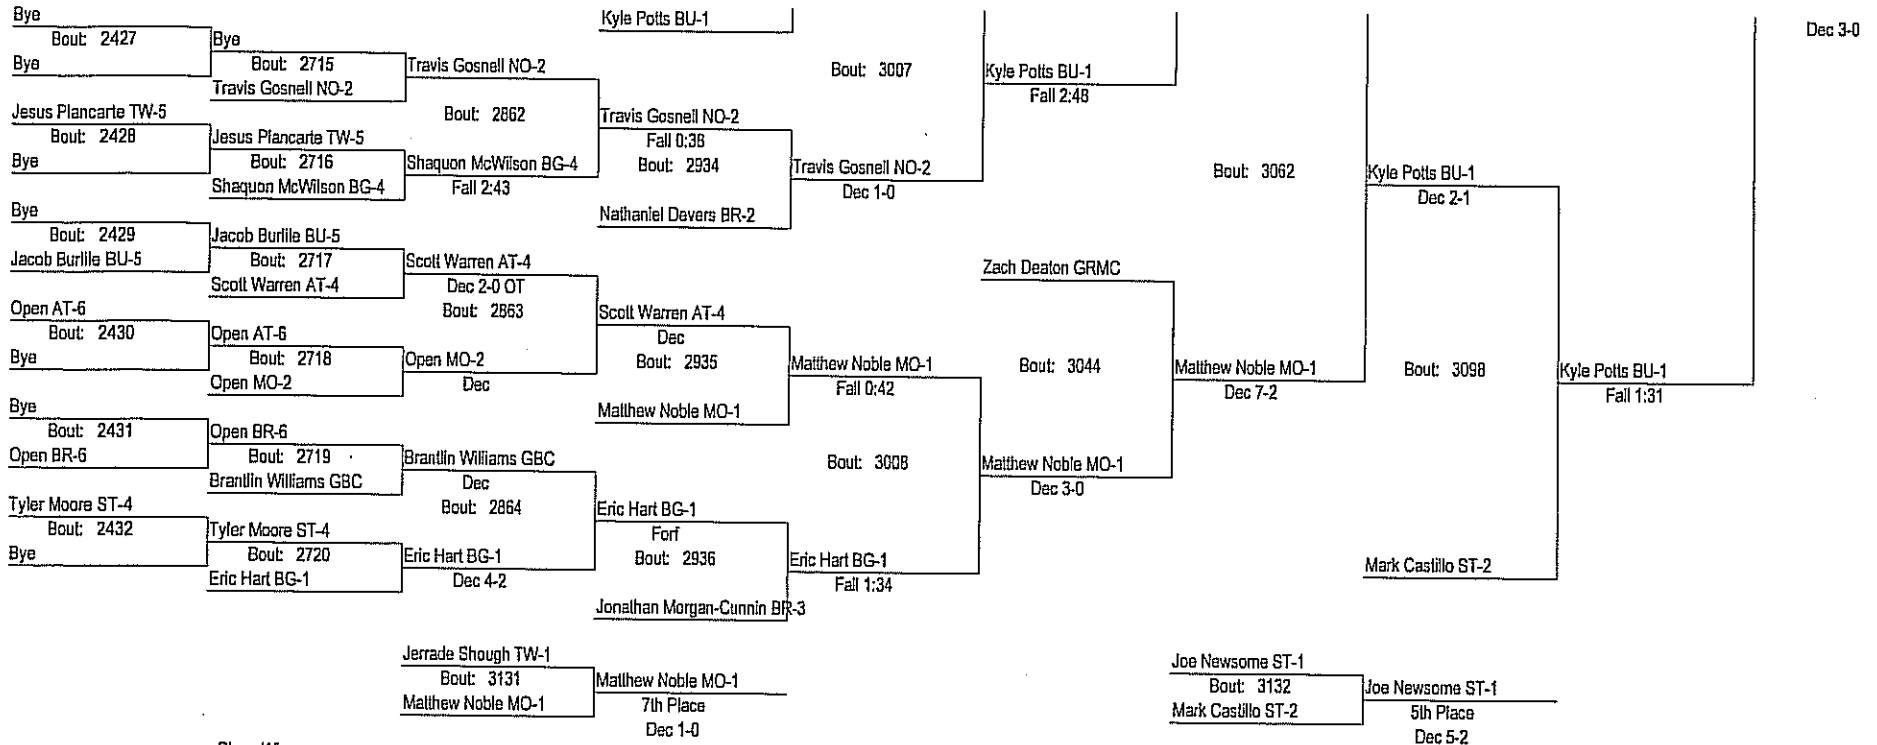 Bye
Bout: 2427
Bye
Jesus Plancarte TW-5
Bout: 2428
Bye
Bye
Bout: 2429
Jacob Burlile BU-5
Open AT-6
Bout: 2430
Bye
Bye
Bout: 2431
Open BR-6
Tyler Moore ST-4
Bout: 2432
Bye
Bye
Bout: 2715
Travis Gosnell NO-2
Jesus Plancarte TW-5
Bout: 2716
Shaquon McWilson BG-4
Jacob Burlile BU-5
Bout: 2717
Scott Warren AT-4
Open AT-6
Bout: 2718
Open MO-2
Open BR-6
Bout: 2719
Brantlin Williams GBC
Tyler Moore ST-4
Bout: 2720
Eric Hart BG-1
Travis Gosnell NO-2
Bout: 2862
Shaquon McWilson BG-4
Fall 2:43
Scott Warren AT-4
Dec 2-0 OT
Bout: 2863
Open MO-2
Dec
Brantlin Williams GBC
Dec
Bout: 2864
Eric Hart BG-1
Dec 4-2
Kyle Potts BU-1
Travis Gosnell NO-2
Fall 0:38
Bout: 2934
Nathaniel Devers BR-2
Scott Warren AT-4
Dec
Bout: 2935
Matthew Noble MO-1
Eric Hart BG-1
Forf
Bout: 2936
Jonathan Morgan-Cunnin BR-3
Bout: 3007
Travis Gosnell NO-2
Dec 1-0
Matthew Noble MO-1
Fall 0:42
Bout: 3008
Eric Hart BG-1
Fall 1:34
Kyle Potts BU-1
Fall 2:48
Zach Deaton GRMC
Bout: 3044
Matthew Noble MO-1
Dec 3-0
Bout: 3062
Matthew Noble MO-1
Dec 7-2
Kyle Potts BU-1
Dec 2-1
Bout: 3098
Mark Castillo ST-2
Kyle Potts BU-1
Fall 1:31
Dec 3-0
Jerrade Shough TW-1
Bout: 3131
Matthew Noble MO-1
Matthew Noble MO-1
7th Place
Dec 1-0
Joe Newsome ST-1
Bout: 3132
Mark Castillo ST-2
Joe Newsome ST-1
5th Place
Dec 5-2